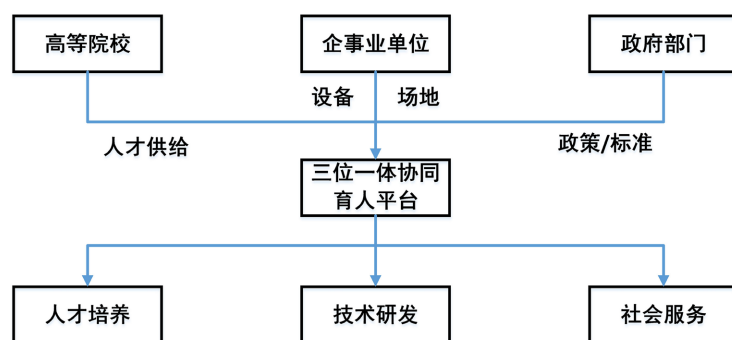 高等院校
企事业单位
政府部门
设备
场地
人才供给
政策/标准
三位一体协同
育人平台
人才培养
技术研发
社会服务